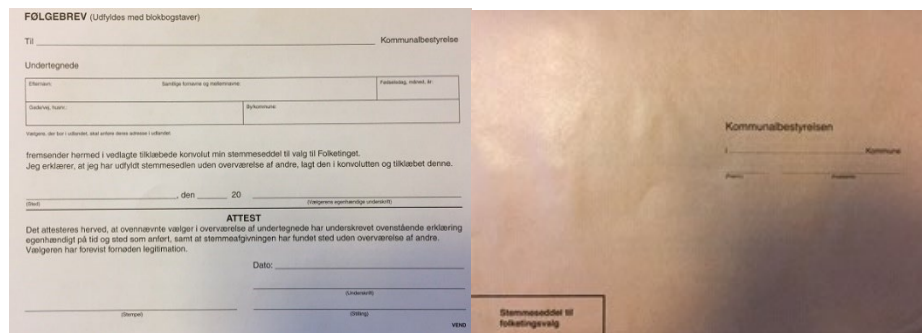 FØLGEBREV (Udfyldes med blokbogstaver)
Til Kommunalbestyrelse
Undertegnede
Efternavn: Samtlige fornavne og mellemnavne: Fødselsdag, måned, år:
Gade/vej, husnr.: By/kommune:
Vælgere, der bor i udlandet, skal anføre deres adresse i udlandet.
fremsender hermed i vedlagte tilklæbede konvolut min stemmeseddel til valg til Folketinget.
Jeg erklærer, at jeg har udfyldt stemmesedlen uden overværelse af andre, lagt den i konvolutten og tilklæbet denne.
, den 20
(Sted) (Vælgerens egenhændige underskrift)
ATTEST
Det attesteres herved, at ovennævnte vælger i overværelse af undertegnede har underskrevet ovenstående erklæring
egenhændigt på tid og sted som anført, samt at stemmeafgivningen har fundet sted uden overværelse af andre.
Vælgeren har forevist fornøden legitimation.
Dato:
(Underskrift)
(Stempel) (Stilling)
VEND
Kommunalbestyrelsen
i Kommune
(Postnr.) (Postdistrikt)
Stemmeseddel til
folketingsvalg